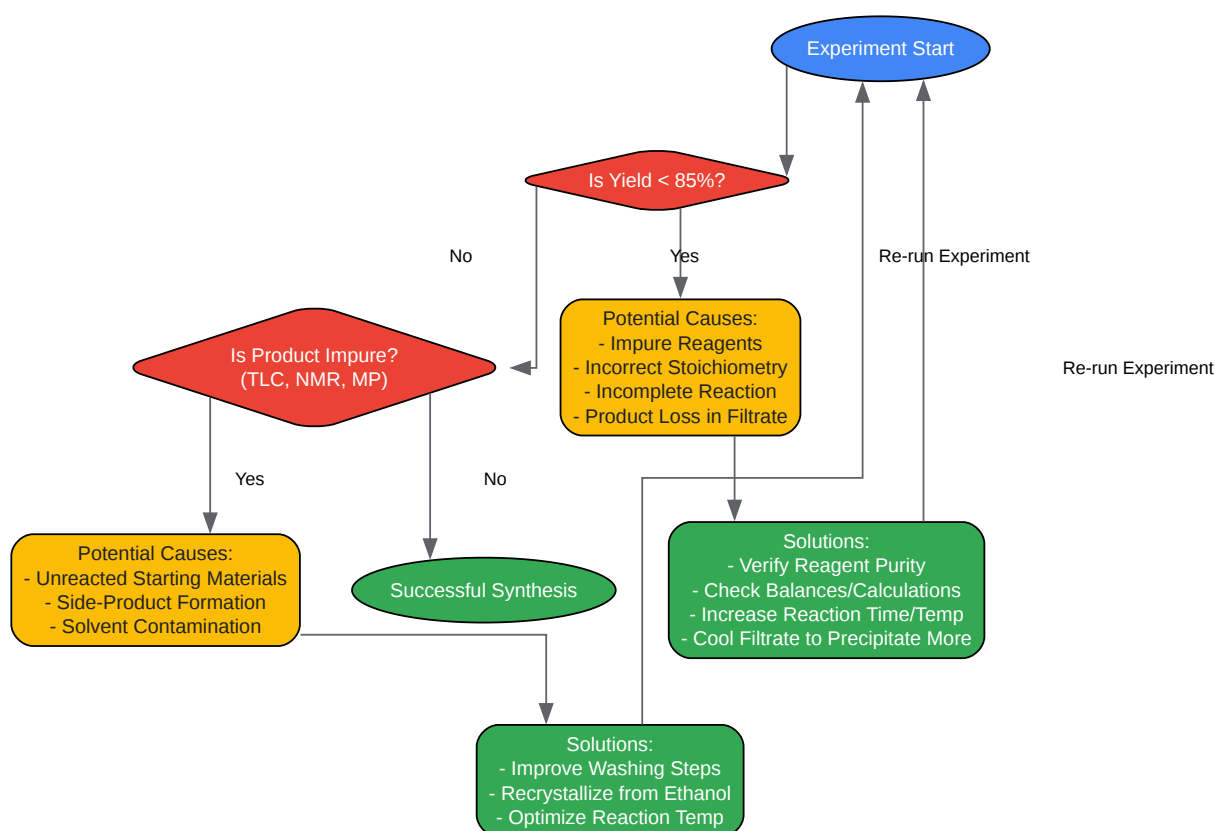 Experiment Start
Is Yield < 85%?
No
Yes
Re-run Experiment
Potential Causes:
- Impure Reagents
- Incorrect Stoichiometry
- Incomplete Reaction
- Product Loss in Filtrate
Is Product Impure?
(TLC, NMR, MP)
Re-run Experiment
Yes
No
Potential Causes:
- Unreacted Starting Materials
- Side-Product Formation
- Solvent Contamination
Successful Synthesis
Solutions:
- Verify Reagent Purity
- Check Balances/Calculations
- Increase Reaction Time/Temp
- Cool Filtrate to Precipitate More
Solutions:
- Improve Washing Steps
- Recrystallize from Ethanol
- Optimize Reaction Temp